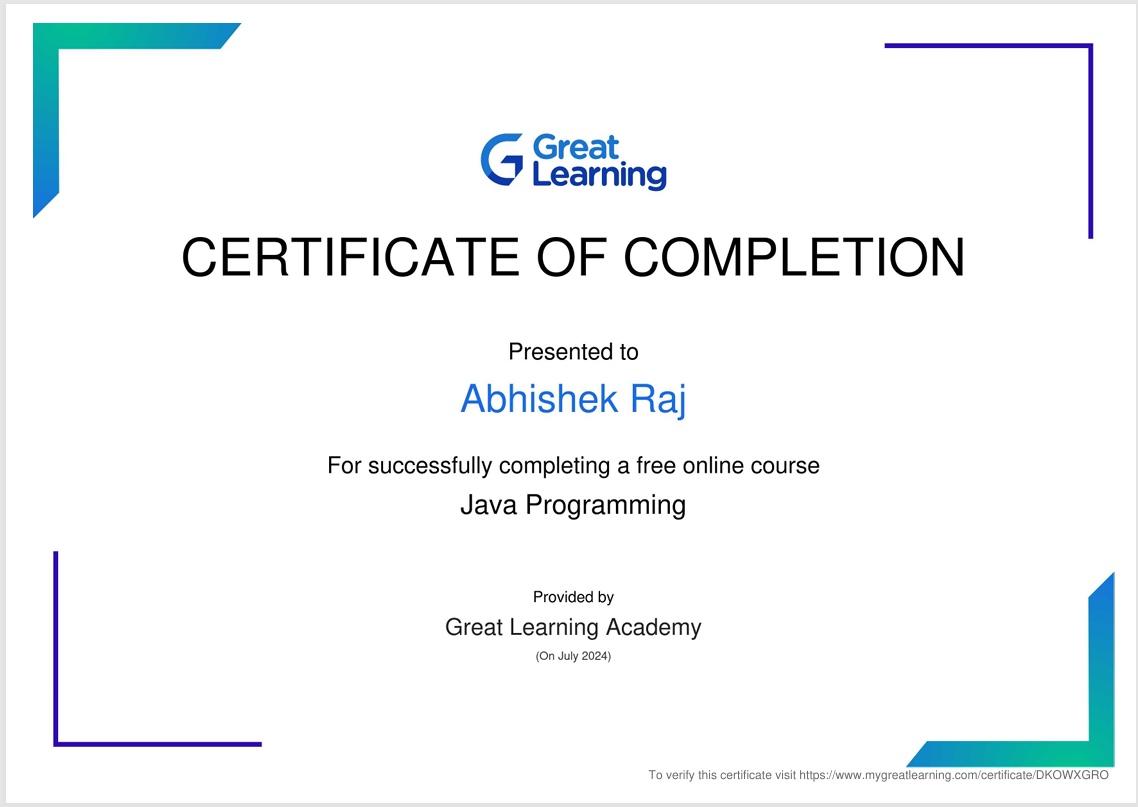 Great
Learning
CERTIFICATE OF COMPLETION
Presented to
Abhishek Raj
For successfully completing a free online course
Java Programming
Provided by
Great Learning Academy
(On July 2024)
To verify this certificate visit https://www.mygreatlearning.com/certificate/DKOWXGRO